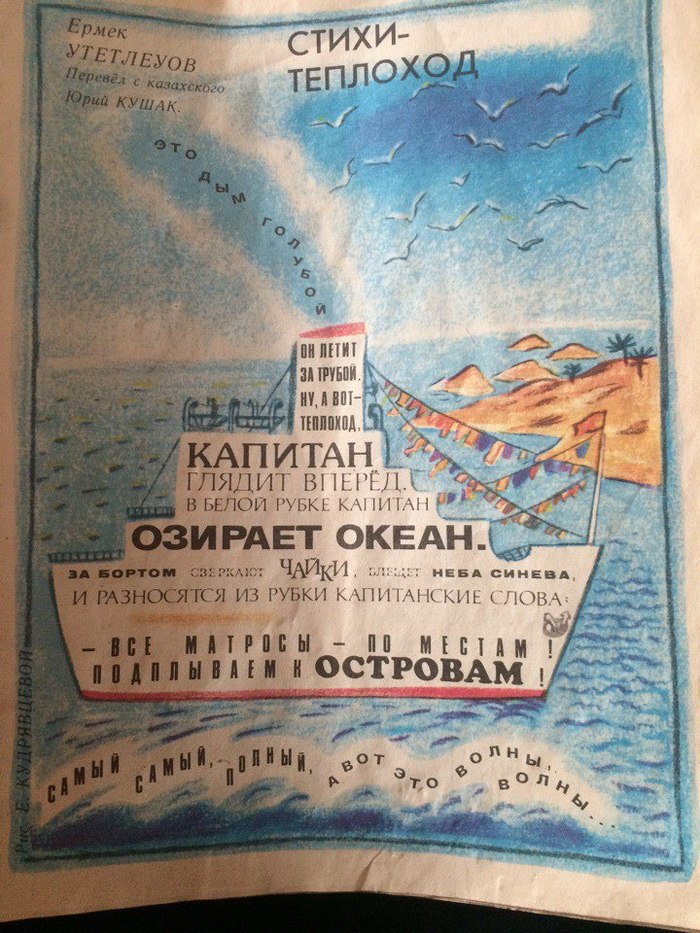 Ермек
УТЕТЛЕУОВ
Перевёл с казахского
Юрий КУШАК.
СТИХИ-
ТЕПЛОХОД
ЭТО ДЫМ ГОЛУБОЙ
ОН ЛЕТИТ
ЗА ТРУБОЙ.
НУ, А ВОТ–
ТЕПЛОХОД.
КАПИТАН
ГЛЯДИТ ВПЕРЁД.
В БЕЛОЙ РУБКЕ КАПИТАН
ОЗИРАЕТ ОКЕАН.
ЗА БОРТОМ СВЕРКАЮТ ЧАЙКИ, БЛЕЩЕТ НЕБА СИНЕВА,
И РАЗНОСЯТСЯ ИЗ РУБКИ КАПИТАНСКИЕ СЛОВА:
– ВСЕ МАТРОСЫ – ПО МЕСТАМ!
ПОДПЛЫВАЕМ К ОСТРОВАМ!
САМЫЙ САМЫЙ, ПОЛНЫЙ, А ВОТ ЭТО ВОЛНЫ, ВОЛНЫ...
Рис. Е. КУДРЯВЦЕВОЙ